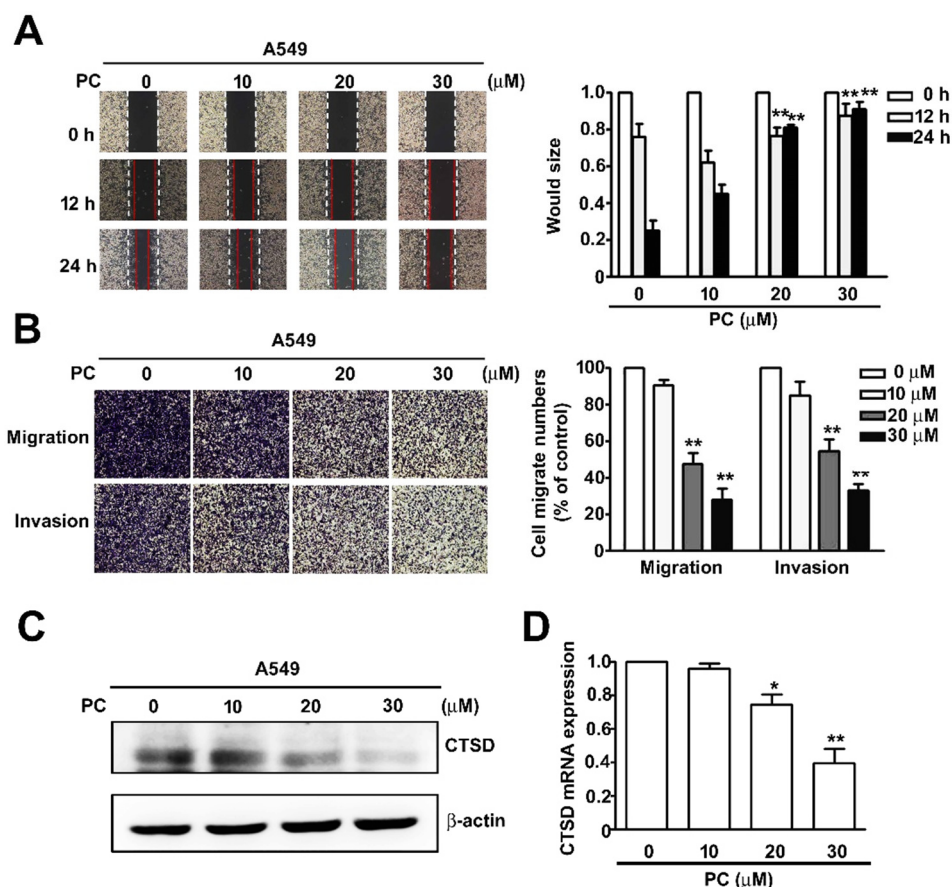 A
A549
PC 0 10 20 30 (μM)
0 h
12 h
24 h
1.0
0.8
0.6
0.4
0.2
0
Would size
** ** ** **
0 h
12 h
24 h
0 10 20 30
PC (μM)
B
A549
PC 0 10 20 30 (μM)
Migration
Invasion
100
80
60
40
20
0
Cell migrate numbers
(% of control)
** ** ** **
0 μM
10 μM
20 μM
30 μM
Migration Invasion
C
A549
PC 0 10 20 30 (μM)
CTSD
β-actin
D
CTSD mRNA expression
1.0
0.8
0.6
0.4
0.2
0
* **
0 10 20 30
PC (μM)